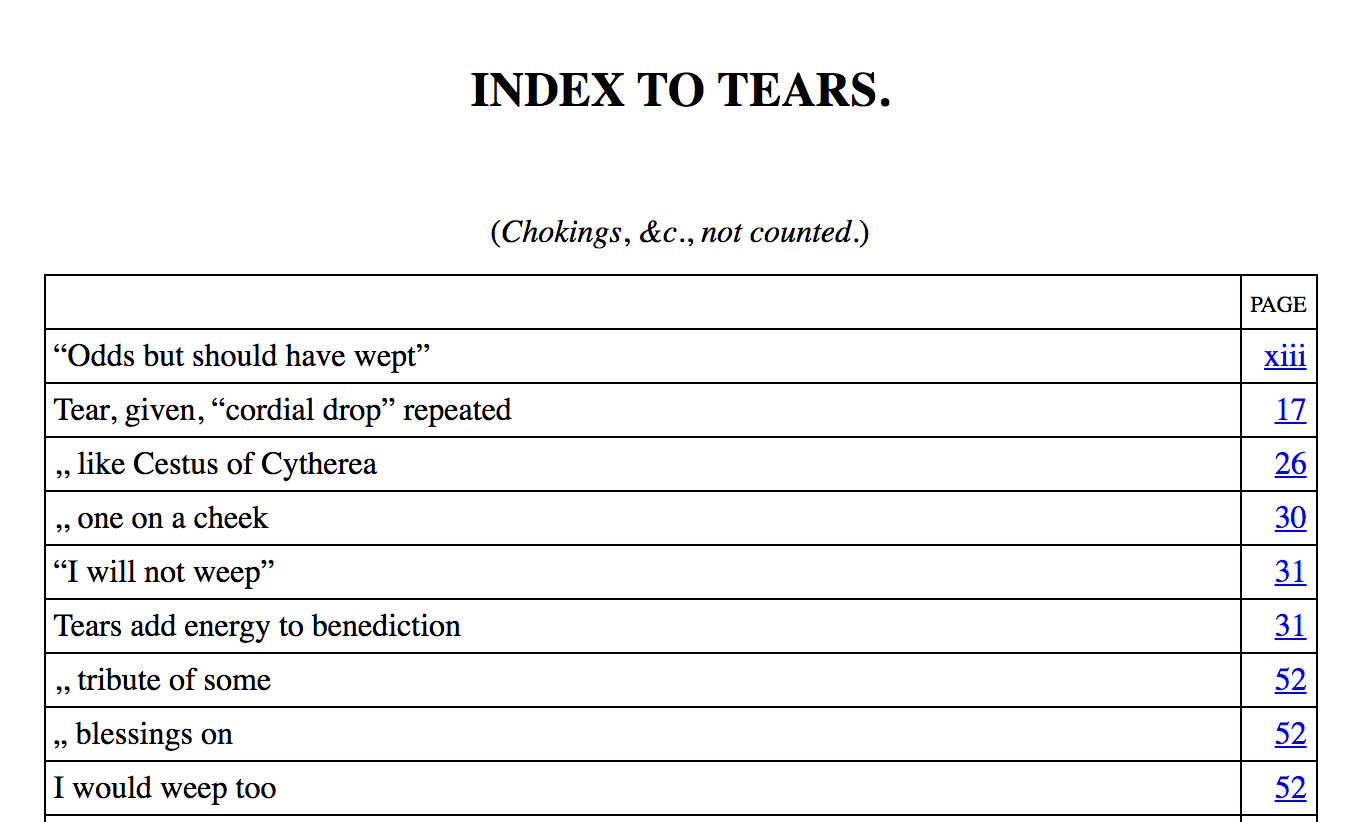 INDEX TO TEARS.
(Chokings, &c., not counted.)
PAGE
“Odds but should have wept” xiii
Tear, given, “cordial drop” repeated 17
„ like Cestus of Cytherea 26
„ one on a cheek 30
“I will not weep” 31
Tears add energy to benediction 31
„ tribute of some 52
„ blessings on 52
I would weep too 52